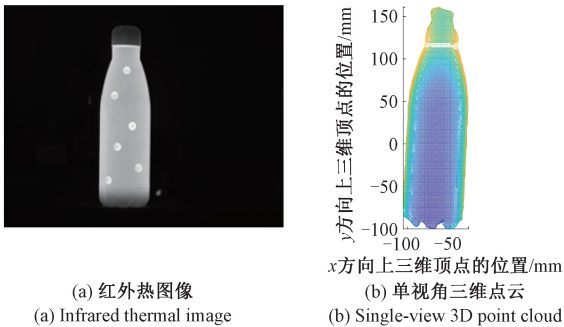 150
100
50
0
−50
−100
−100 −50
y方向上三维顶点的位置/mm
x方向上三维顶点的位置/mm
(a) 红外热图像
(a) Infrared thermal image
(b) 单视角三维点云
(b) Single-view 3D point cloud